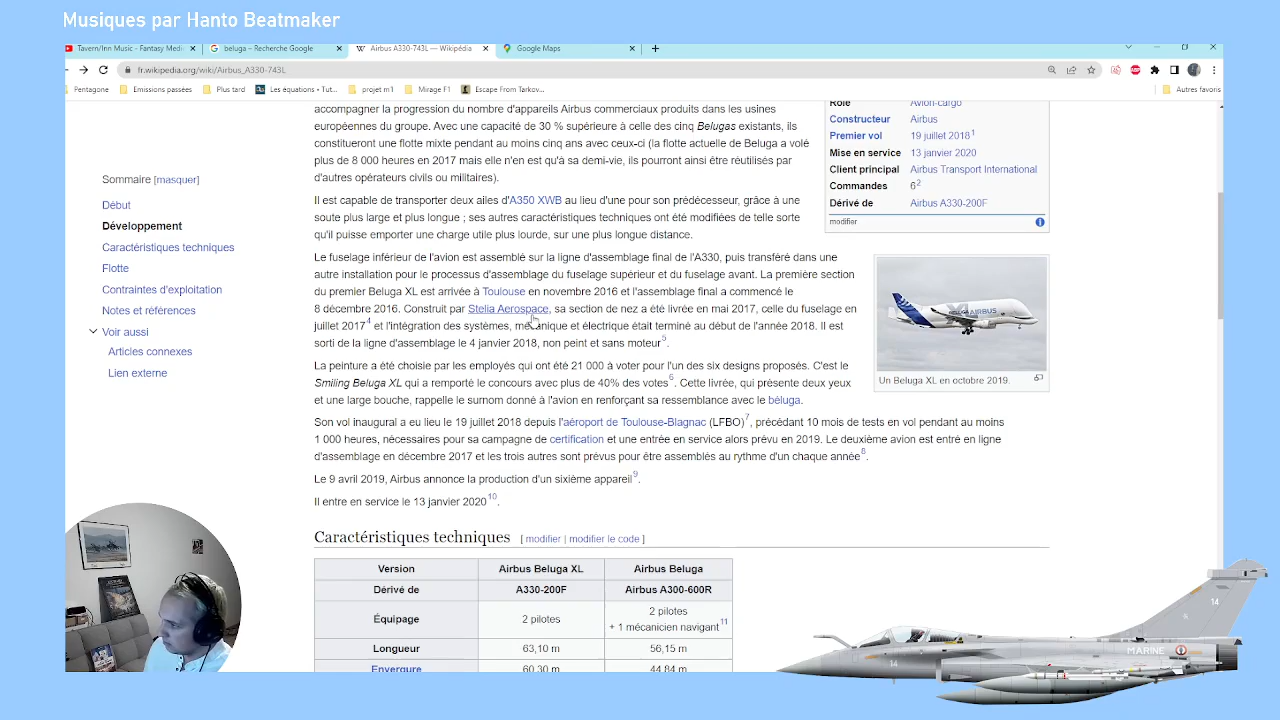 Musiques par Hanto Beatmaker
Tavern/Inn Music - Fantasy Medi
beluga – Recherche Google
Airbus A330-743L — Wikipédia
Google Maps
fr.wikipedia.org/wiki/Airbus_A330-743L
Pentagone
Emissions passées
Plus tard
Les équations • Tut...
projet m1
Mirage F1
Escape From Tarkov...
Autres favoris
Sommaire [masquer]
Début
Développement
Caractéristiques techniques
Flotte
Contraintes d'exploitation
Notes et références
Voir aussi
Articles connexes
Lien externe
accompagner la progression du nombre d'appareils Airbus commerciaux produits dans les usines
européennes du groupe. Avec une capacité de 30 % supérieure à celle des cinq Belugas existants, ils
constitueront une flotte mixte pendant au moins cinq ans avec ceux-ci (la flotte actuelle de Beluga a volé
plus de 8 000 heures en 2017 mais elle n'en est qu'à sa demi-vie, ils pourront ainsi être réutilisés par
d'autres opérateurs civils ou militaires).
Il est capable de transporter deux ailes d'A350 XWB au lieu d'une pour son prédécesseur, grâce à une
soute plus large et plus longue ; ses autres caractéristiques techniques ont été modifiées de telle sorte
qu'il puisse emporter une charge utile plus lourde, sur une plus longue distance.
Le fuselage inférieur de l'avion est assemblé sur la ligne d'assemblage final de l'A330, puis transféré dans une
autre installation pour le processus d'assemblage du fuselage supérieur et du fuselage avant. La première section
du premier Beluga XL est arrivée à Toulouse en novembre 2016 et l'assemblage final a commencé le
8 décembre 2016. Construit par Stelia Aerospace, sa section de nez a été livrée en mai 2017, celle du fuselage en
juillet 2017 4 et l'intégration des systèmes, mécanique et électrique était terminé au début de l'année 2018. Il est
sorti de la ligne d'assemblage le 4 janvier 2018, non peint et sans moteur 5.
La peinture a été choisie par les employés qui ont été 21 000 à voter pour l'un des six designs proposés. C'est le
Smiling Beluga XL qui a remporté le concours avec plus de 40% des votes 6. Cette livrée, qui présente deux yeux
et une large bouche, rappelle le surnom donné à l'avion en renforçant sa ressemblance avec le béluga.
Son vol inaugural a eu lieu le 19 juillet 2018 depuis l'aéroport de Toulouse-Blagnac (LFBO) 7, précédant 10 mois de tests en vol pendant au moins
1 000 heures, nécessaires pour sa campagne de certification et une entrée en service alors prévu en 2019. Le deuxième avion est entré en ligne
d'assemblage en décembre 2017 et les trois autres sont prévus pour être assemblés au rythme d'un chaque année 8.
Le 9 avril 2019, Airbus annonce la production d'un sixième appareil 9.
Il entre en service le 13 janvier 2020 10.
Rôle Avion-cargo
Constructeur Airbus
Premier vol 19 juillet 2018 1
Mise en service 13 janvier 2020
Client principal Airbus Transport International
Commandes 6 2
Dérivé de Airbus A330-200F
modifier
XL
AIRBUS
Un Beluga XL en octobre 2019.
Caractéristiques techniques [ modifier | modifier le code ]
Version Airbus Beluga XL Airbus Beluga
Dérivé de A330-200F Airbus A300-600R
Équipage 2 pilotes 2 pilotes
+ 1 mécanicien navigant 11
Longueur 63,10 m 56,15 m
Envergure 60,30 m 44,84 m
14
14
MARINE